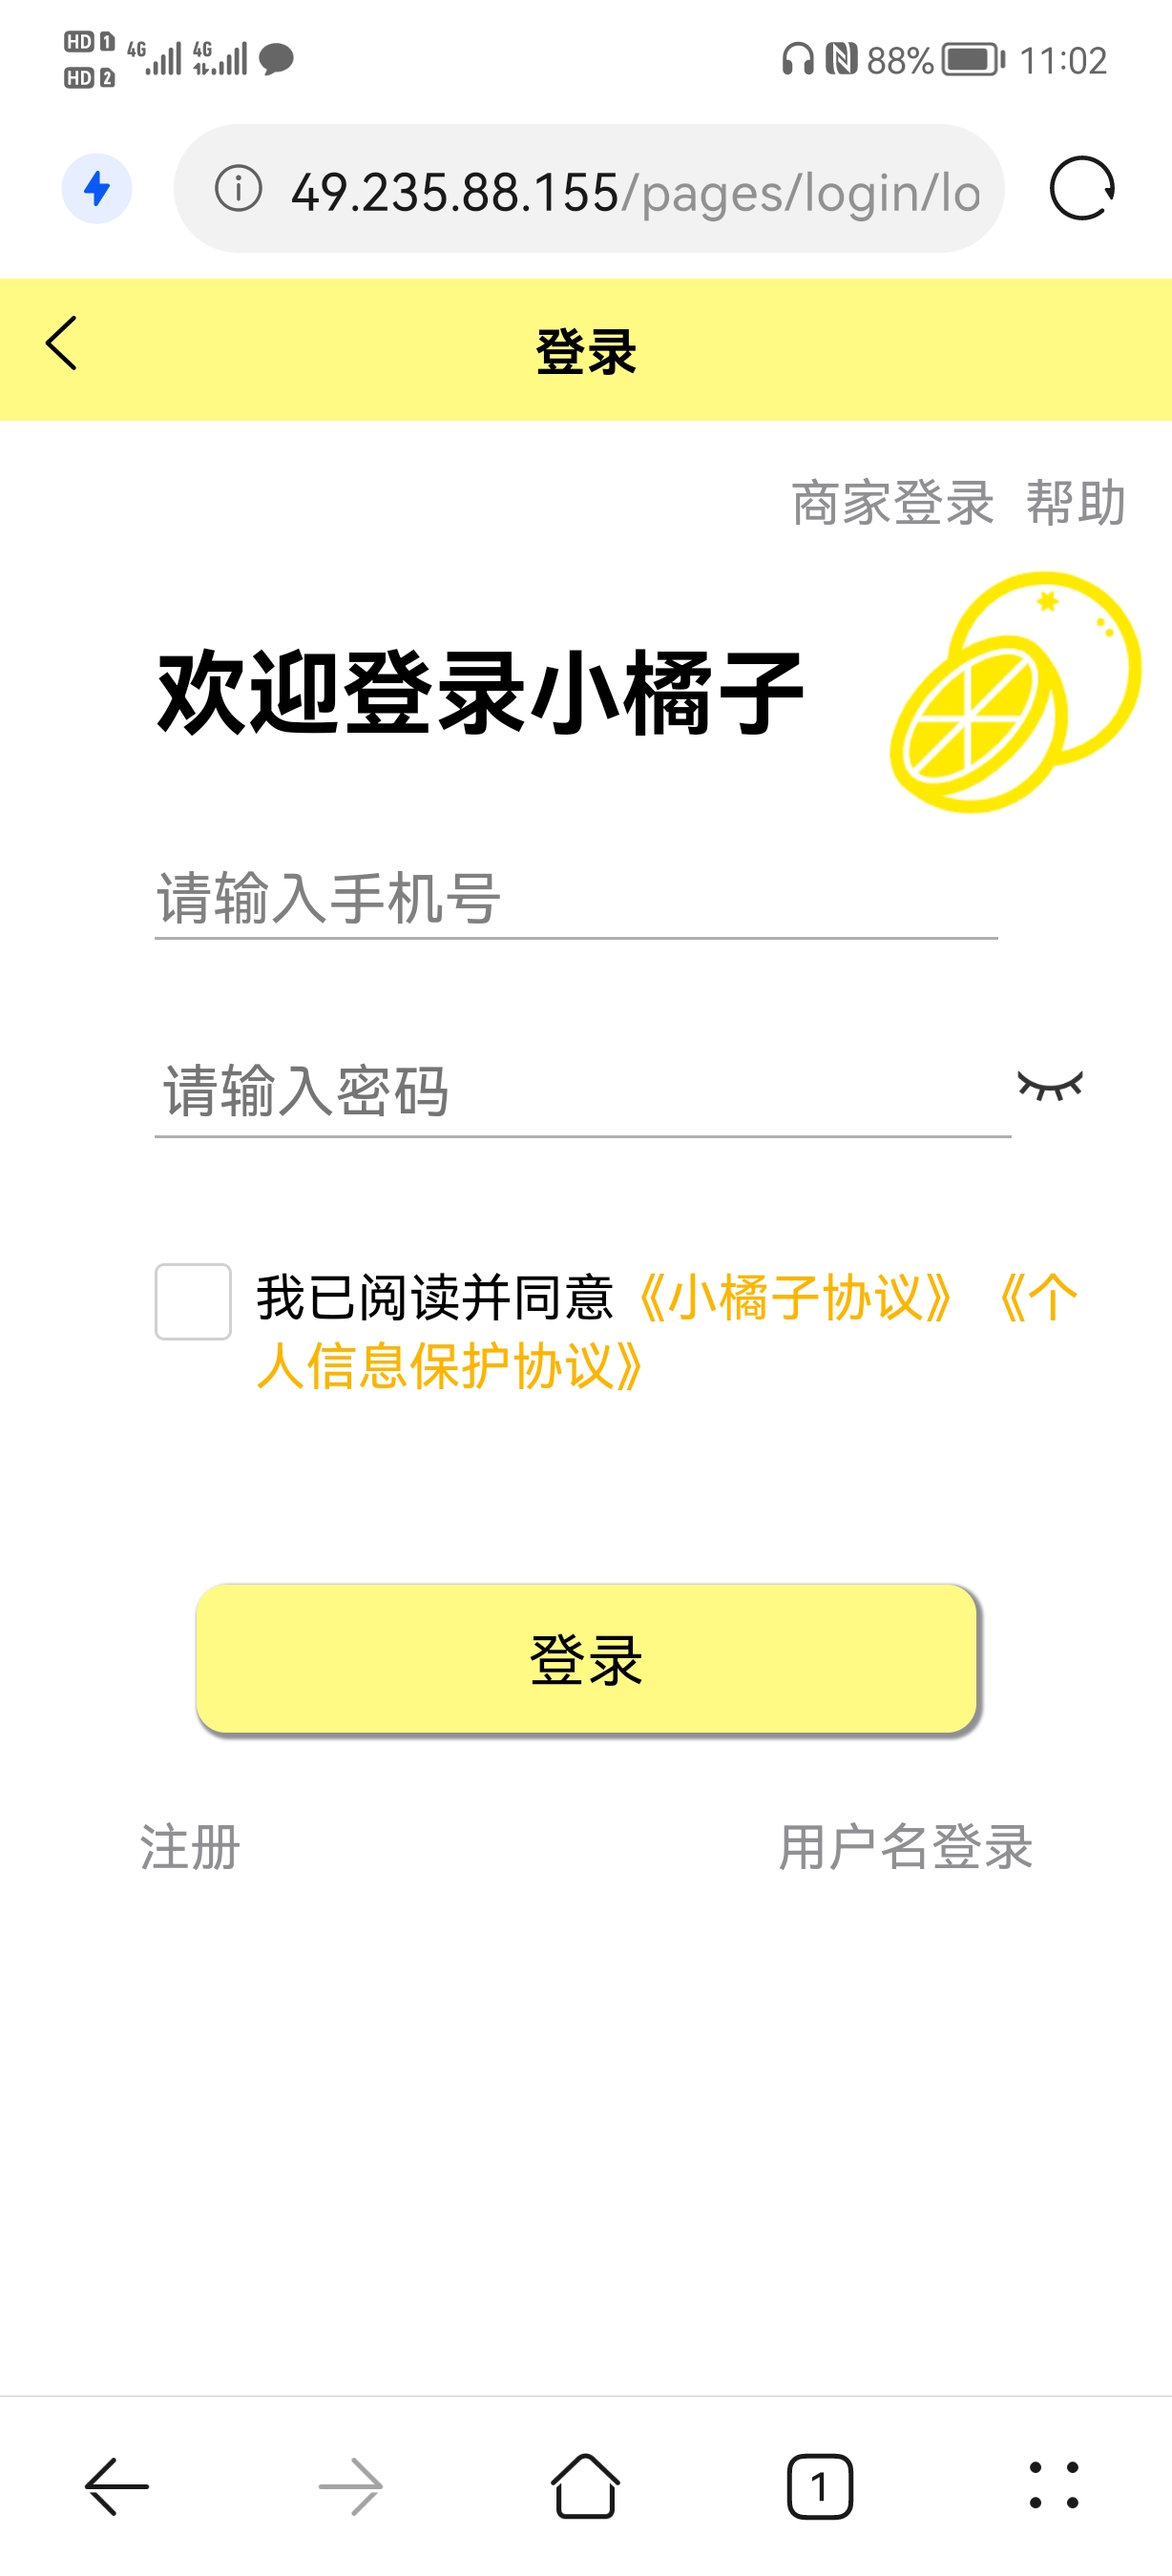 HD 1 4G 4G 88% 11:02
HD 2
49.235.88.155/pages/login/lo
登录
商家登录 帮助
欢迎登录小橘子
请输入手机号
请输入密码
我已阅读并同意《小橘子协议》《个
人信息保护协议》
登录
注册 用户名登录
1